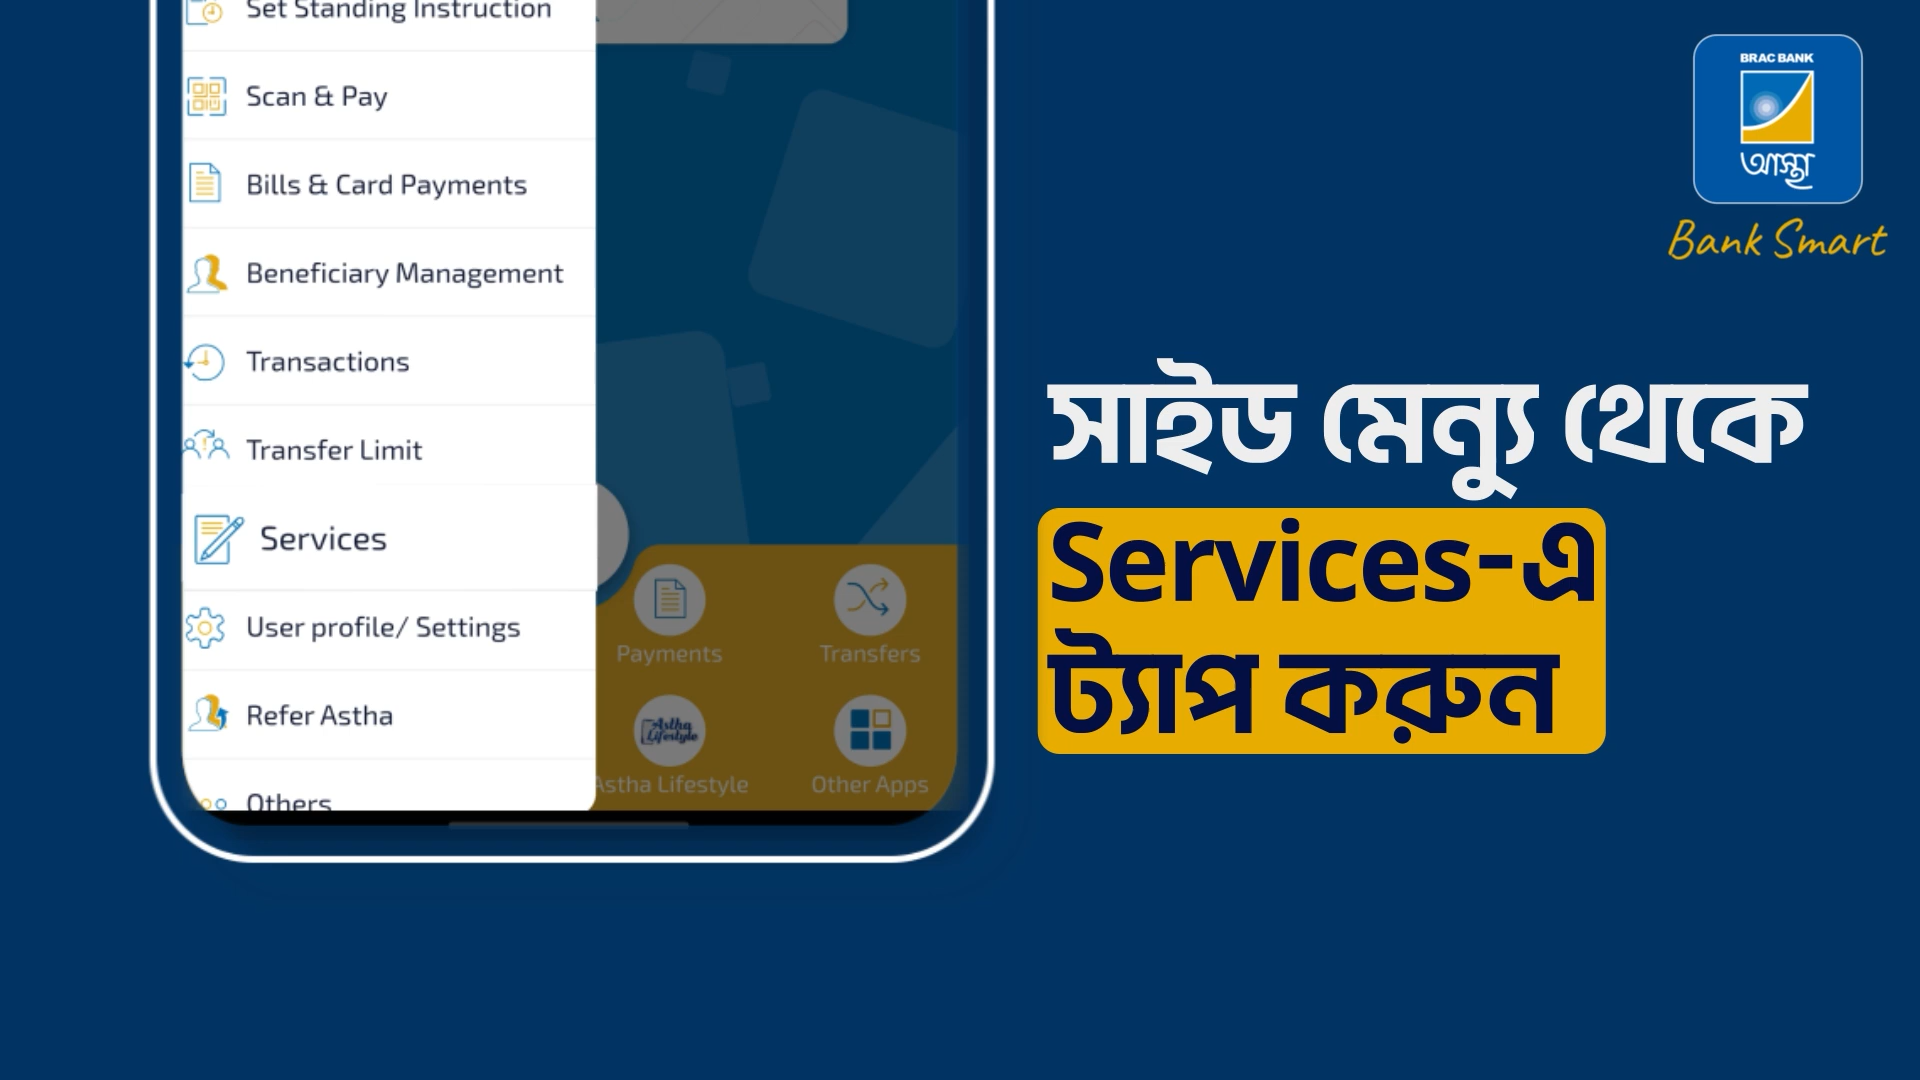 Set Standing Instruction
Scan & Pay
Bills & Card Payments
Beneficiary Management
Transactions
Transfer Limit
Services
User profile/ Settings
Refer Astha
Others
Payments
Transfers
Astha Lifestyle
Astha Lifestyle
Other Apps
BRAC BANK
আস্থা
Bank Smart
সাইড মেন্যু থেকে
Services-এ
ট্যাপ করুন